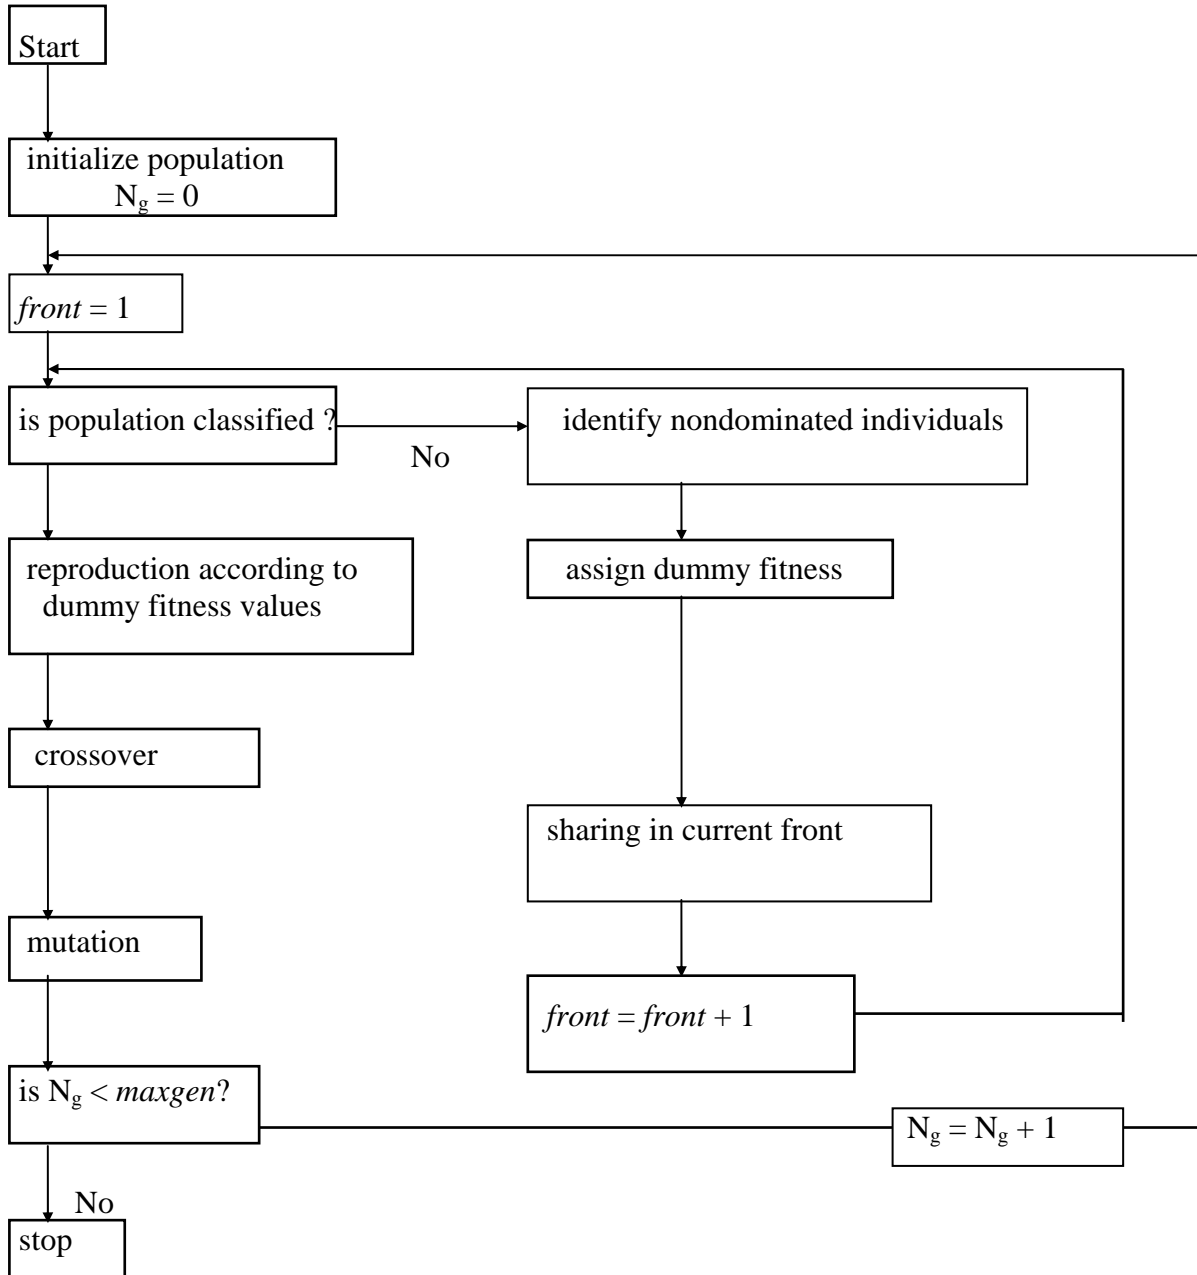 Start
initialize population
N_g = 0
front = 1
is population classified ?
No
identify nondominated individuals
reproduction according to
dummy fitness values
assign dummy fitness
crossover
sharing in current front
mutation
front = front + 1
is N_g < maxgen?
N_g = N_g + 1
No
stop